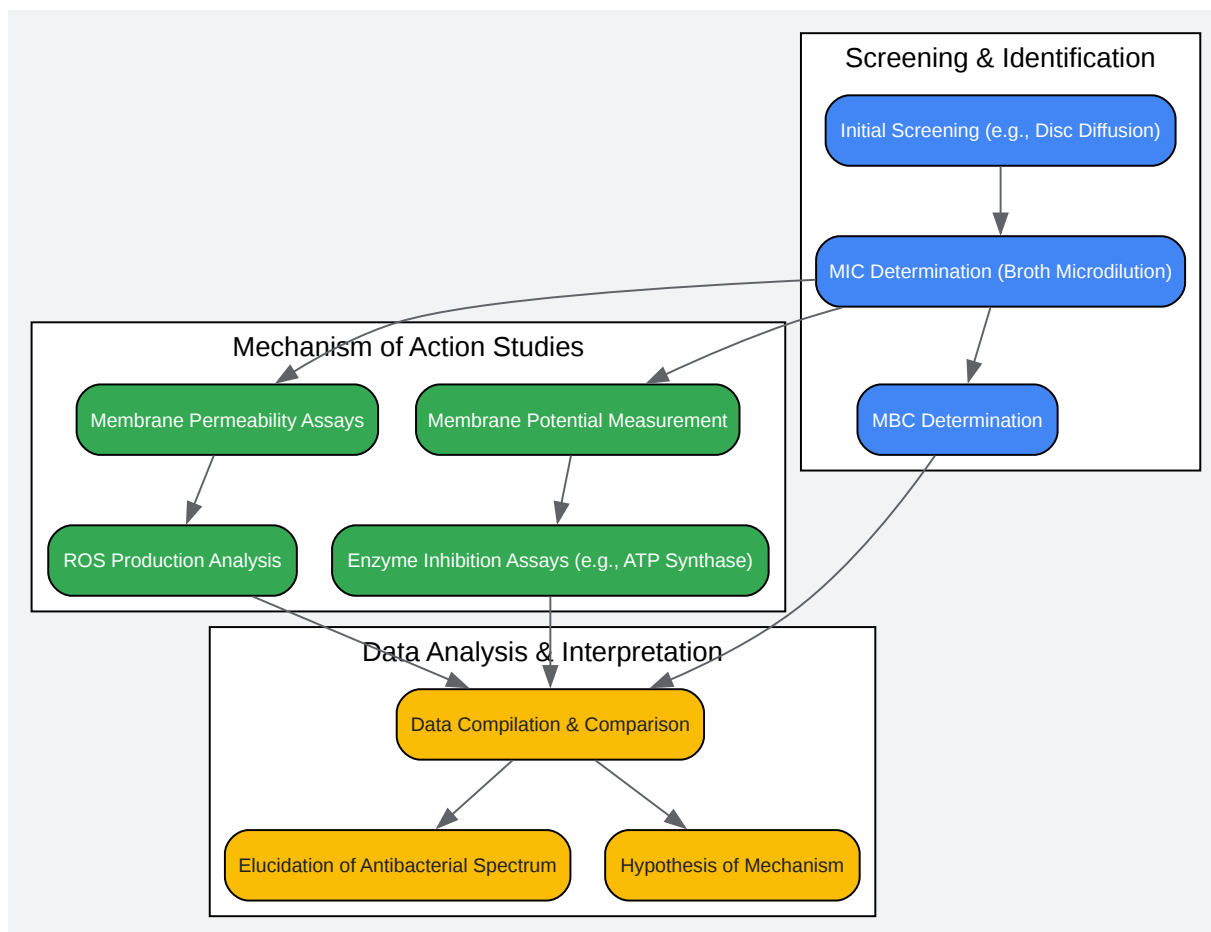 Screening & Identification
Initial Screening (e.g., Disc Diffusion)
MIC Determination (Broth Microdilution)
MBC Determination
Mechanism of Action Studies
Membrane Permeability Assays
Membrane Potential Measurement
ROS Production Analysis
Enzyme Inhibition Assays (e.g., ATP Synthase)
Data Analysis & Interpretation
Data Compilation & Comparison
Elucidation of Antibacterial Spectrum
Hypothesis of Mechanism